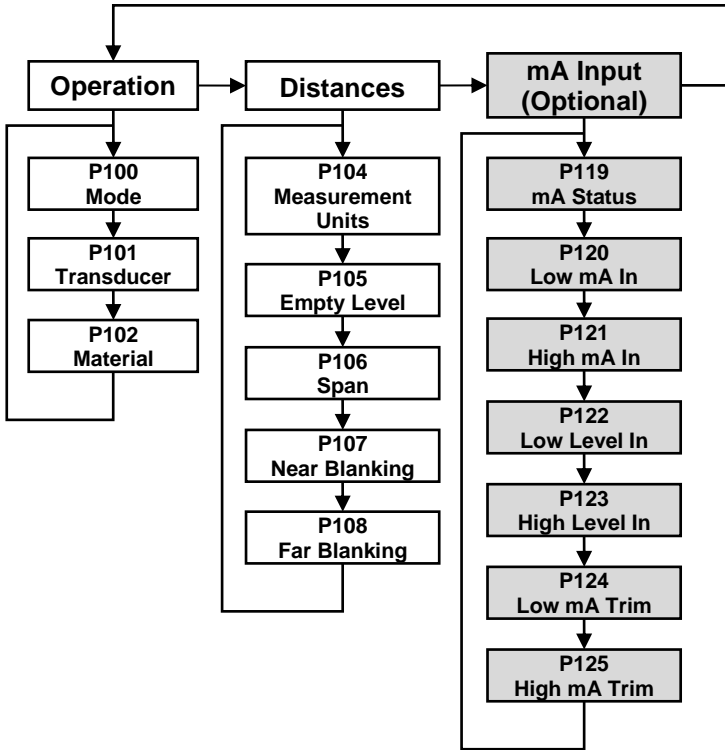 Operation
P100
Mode
P101
Transducer
P102
Material
Distances
P104
Measurement
Units
P105
Empty Level
P106
Span
P107
Near Blanking
P108
Far Blanking
mA Input
(Optional)
P119
mA Status
P120
Low mA In
P121
High mA In
P122
Low Level In
P123
High Level In
P124
Low mA Trim
P125
High mA Trim